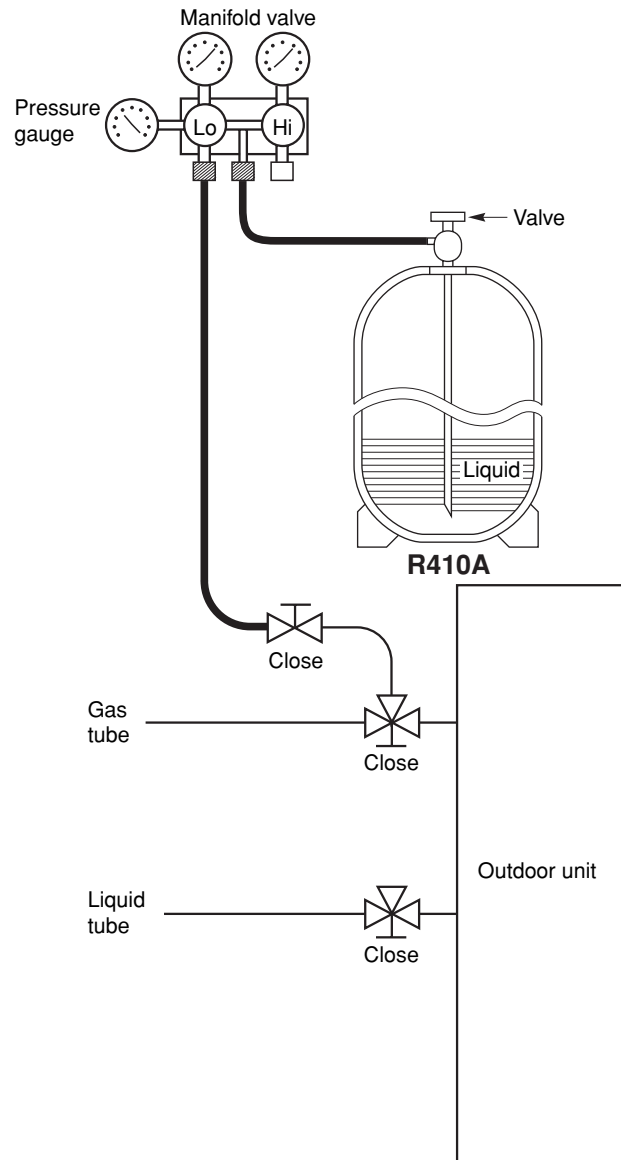 Manifold valve
Pressure
gauge
Lo
Hi
Valve
Liquid
R410A
Close
Gas
tube
Close
Outdoor unit
Liquid
tube
Close